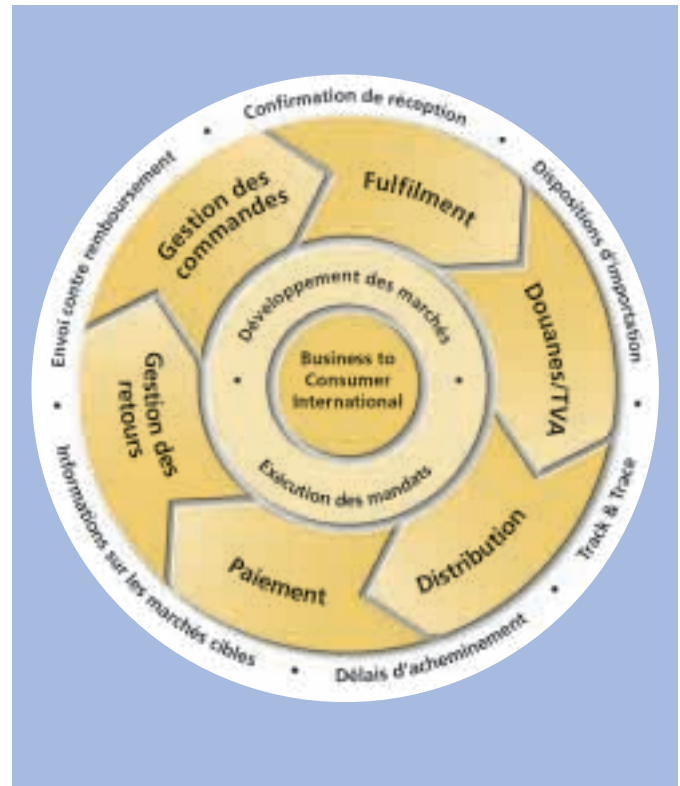 Confirmation de réception
Dispositions d'importation
Track & Trace
Délais d'acheminement
Informations sur les marchés cibles
Envoi contre remboursement
Gestion des
commandes
Fulfilment
Douanes/TVA
Distribution
Paiement
Gestion des
retours
Développement des marchés
Exécution des mandats
Business to
Consumer
International